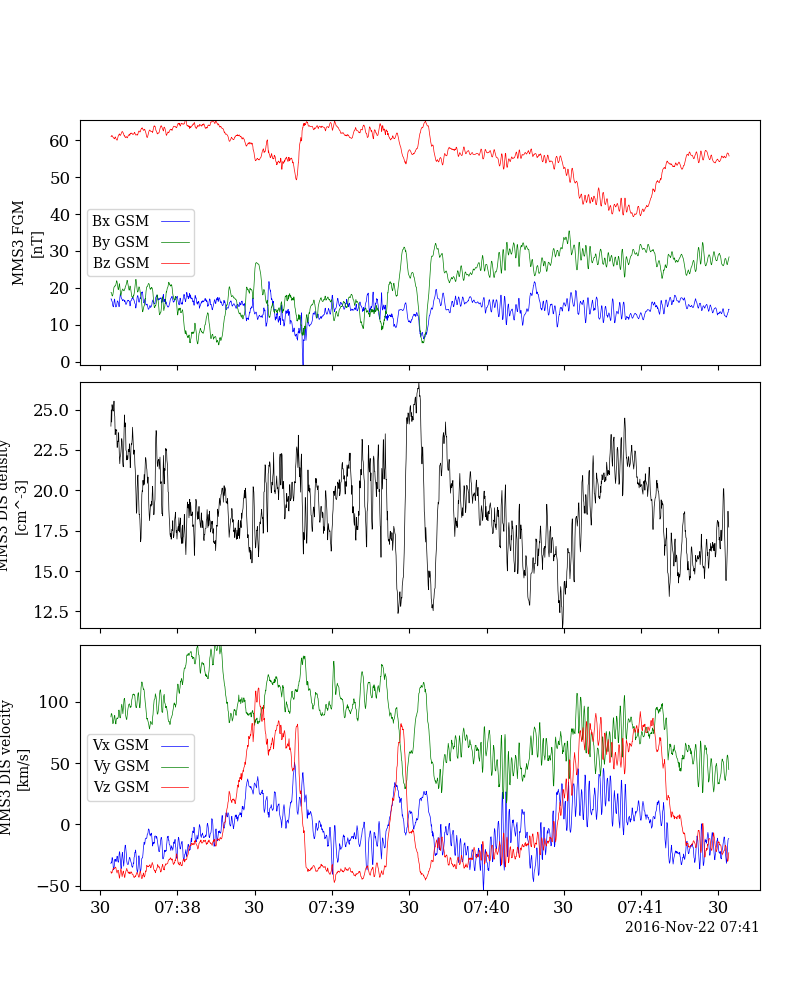 60
50
40
30
20
10
0
MMS3 FGM
[nT]
Bx GSM
By GSM
Bz GSM
25.0
22.5
20.0
17.5
15.0
12.5
MMS3 DIS density
[cm^-3]
100
50
0
−50
MMS3 DIS velocity
[km/s]
Vx GSM
Vy GSM
Vz GSM
30 07:38 30 07:39 30 07:40 30 07:41 30
2016-Nov-22 07:41